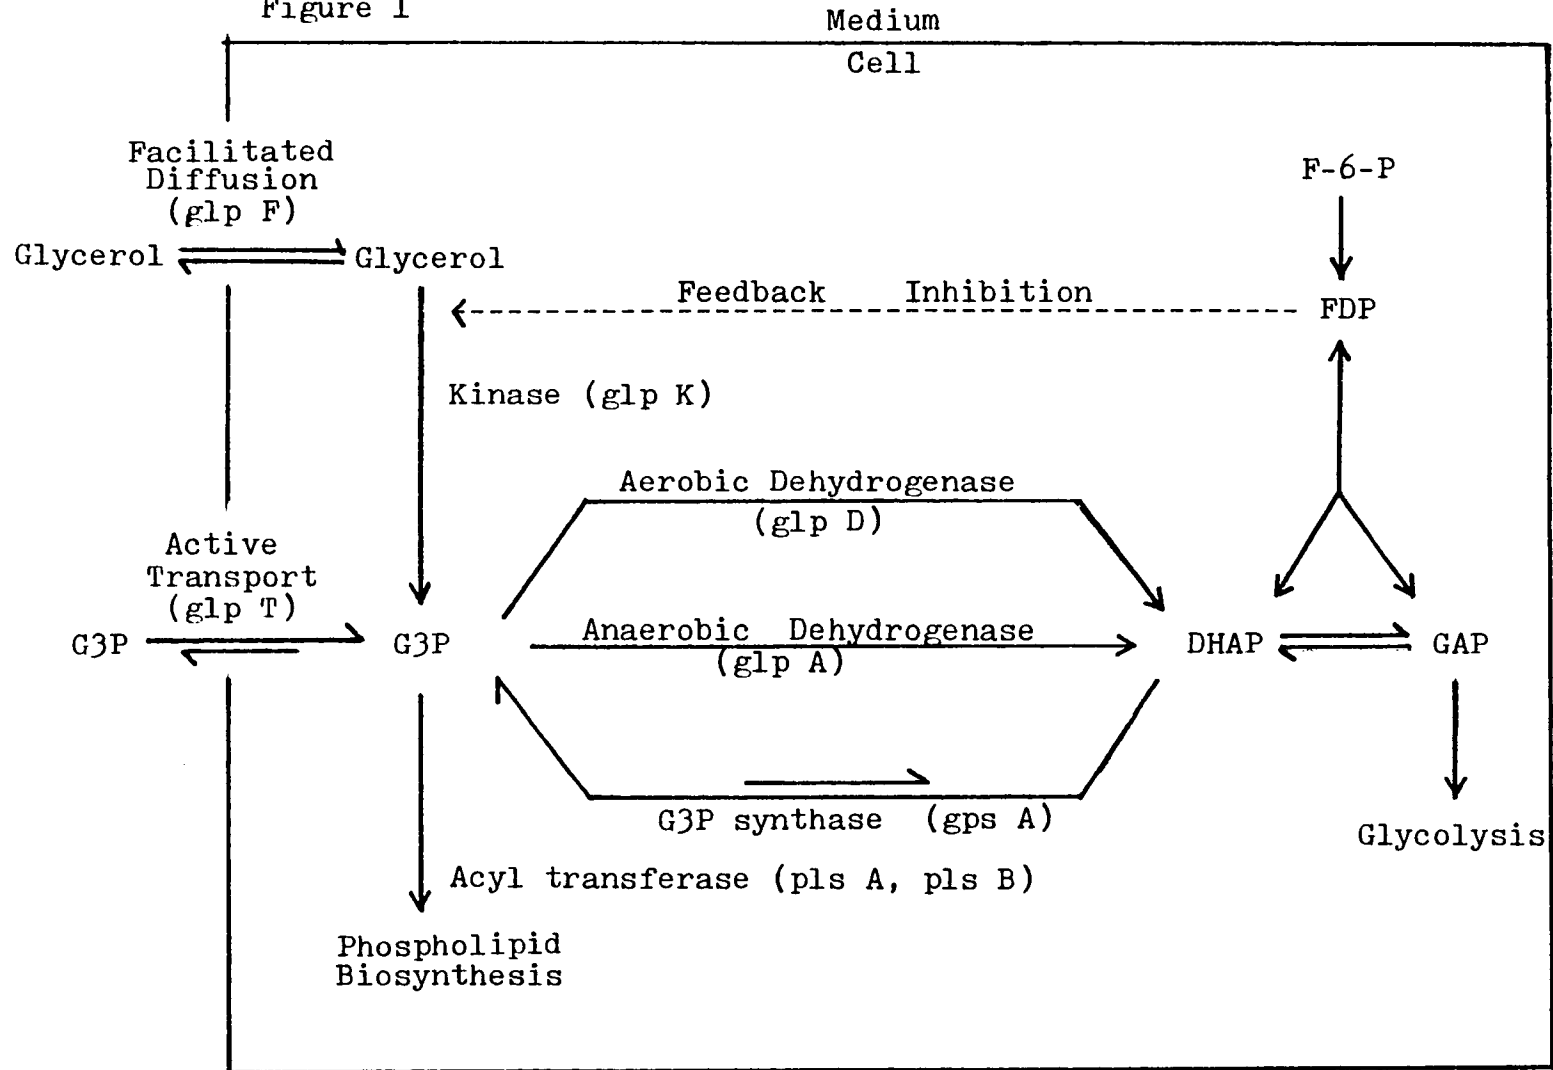 Figure 1
Medium
Cell
Facilitated
Diffusion
(glp F)
F-6-P
Glycerol
Glycerol
Feedback Inhibition
FDP
Kinase (glp K)
Aerobic Dehydrogenase
(glp D)
Active
Transport
(glp T)
G3P
G3P
Anaerobic Dehydrogenase
(glp A)
DHAP
GAP
G3P synthase (gps A)
Glycolysis
Acyl transferase (pls A, pls B)
Phospholipid
Biosynthesis